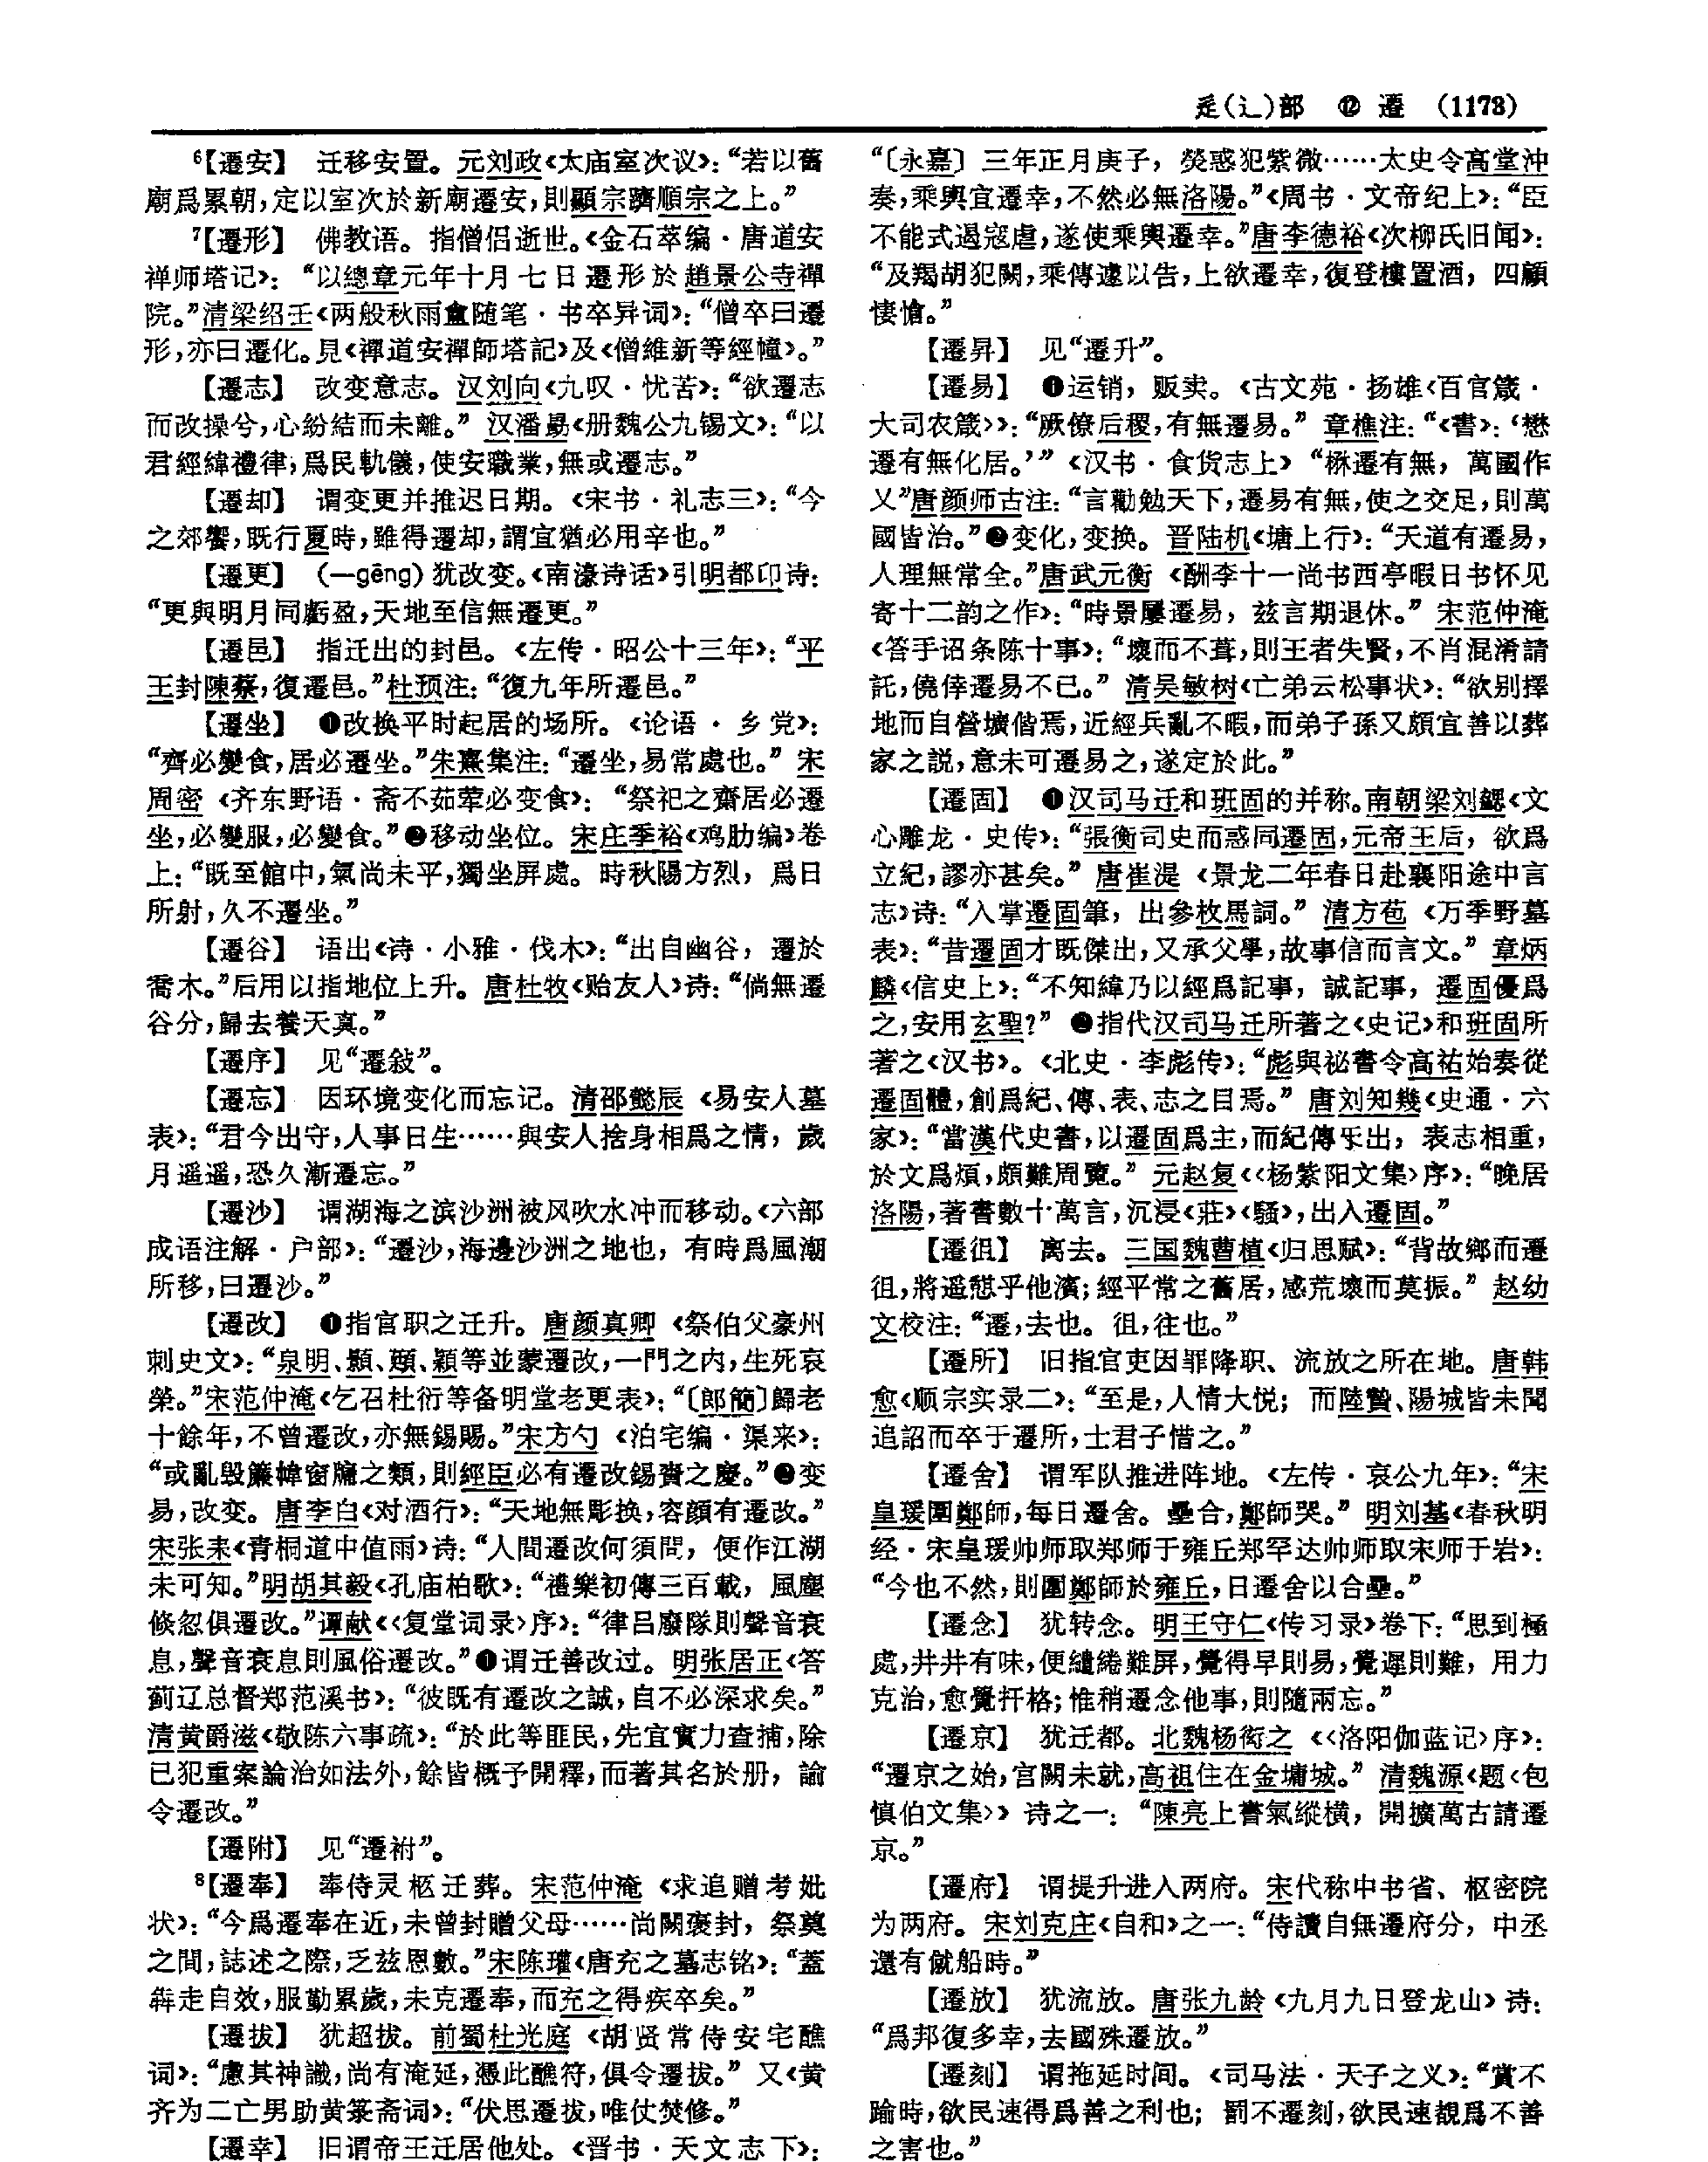 辵(辶)部 ⑫ 遷 (1173)
⁶【遷安】 迁移安置。元刘政《太庙室次议》：“若以舊
廟爲累朝，定以室次於新廟遷安，則顯宗躋順宗之上。”
⁷【遷形】 佛教语。指僧侣逝世。《金石萃编·唐道安
禅师塔记》：“以總章元年十月七日遷形於趙景公寺禪
院。”清梁绍壬《两般秋雨盦随笔·书卒异词》：“僧卒曰遷
形，亦曰遷化。見《禪道安禪師塔記》及《僧維新等經幢》。”
【遷志】 改变意志。汉刘向《九叹·忧苦》：“欲遷志
而改操兮，心紛結而未離。” 汉潘勗《册魏公九锡文》：“以
君經緯禮律，爲民軌儀，使安職業，無或遷志。”
【遷却】 谓变更并推迟日期。《宋书·礼志三》：“今
之郊饗，既行夏時，雖得遷却，謂宜猶必用辛也。”
【遷更】 (—gēng) 犹改变。《南濠诗话》引明都印诗：
“更與明月同虧盈，天地至信無遷更。”
【遷邑】 指迁出的封邑。《左传·昭公十三年》：“平
王封陳蔡，復遷邑。”杜预注：“復九年所遷邑。”
【遷坐】 ❶改换平时起居的场所。《论语·乡党》：
“齊必變食，居必遷坐。”朱熹集注：“遷坐，易常處也。” 宋
周密《齐东野语·斋不茹荤必变食》：“祭祀之齋居必遷
坐，必變服，必變食。”❷移动坐位。宋庄季裕《鸡肋编》卷
上：“既至館中，氣尚未平，獨坐屏處。時秋陽方烈，爲日
所射，久不遷坐。”
【遷谷】 语出《诗·小雅·伐木》：“出自幽谷，遷於
喬木。”后用以指地位上升。唐杜牧《贻友人》诗：“倘無遷
谷分，歸去養天真。”
【遷序】 见“遷敍”。
【遷忘】 因环境变化而忘记。清邵懿辰《易安人墓
表》：“君今出守，人事日生……與安人捨身相爲之情，歲
月遥遥，恐久漸遷忘。”
【遷沙】 谓湖海之滨沙洲被风吹水冲而移动。《六部
成语注解·户部》：“遷沙，海邊沙洲之地也，有時爲風潮
所移，曰遷沙。”
【遷改】 ❶指官职之迁升。唐颜真卿《祭伯父豪州
刺史文》：“泉明、顥、頲、穎等並蒙遷改，一門之内，生死哀
榮。”宋范仲淹《乞召杜衍等备明堂老更表》：“〔郎簡〕歸老
十餘年，不曾遷改，亦無錫賜。”宋方勺《泊宅编·渠来》：
“或亂毁簾幃窗牖之類，則經臣必有遷改錫賚之慶。”❷变
易，改变。唐李白《对酒行》：“天地無彫换，容顔有遷改。”
宋张耒《青桐道中值雨》诗：“人間遷改何須問，便作江湖
未可知。”明胡其毅《孔庙柏歌》：“禮樂初傳三百載，風塵
倏忽俱遷改。”谭献《〈复堂词录〉序》：“律吕廢隊則聲音衰
息，聲音衰息則風俗遷改。”❶谓迁善改过。明张居正《答
蓟辽总督郑范溪书》：“彼既有遷改之誠，自不必深求矣。”
清黄爵滋《敬陈六事疏》：“於此等匪民，先宜實力查捕，除
已犯重案論治如法外，餘皆概予開釋，而著其名於册，諭
令遷改。”
【遷附】 见“遷祔”。
⁸【遷奉】 奉侍灵柩迁葬。宋范仲淹《求追赠考妣
状》：“今爲遷奉在近，未曾封贈父母……尚闕褒封，祭奠
之間，誌述之際，乏兹恩數。”宋陈瓘《唐充之墓志铭》：“蓋
犇走自效，服勤累歲，未克遷奉，而充之得疾卒矣。”
【遷拔】 犹超拔。前蜀杜光庭《胡贤常侍安宅醮
词》：“慮其神識，尚有淹延，憑此醮符，俱令遷拔。” 又《黄
齐为二亡男助黄箓斋词》：“伏思遷拔，唯仗焚修。”
【遷幸】 旧谓帝王迁居他处。《晋书·天文志下》：
“〔永嘉〕三年正月庚子，熒惑犯紫微……太史令高堂沖
奏，乘輿宜遷幸，不然必無洛陽。”《周书·文帝纪上》：“臣
不能式遏寇虐，遂使乘輿遷幸。”唐李德裕《次柳氏旧闻》：
“及羯胡犯闕，乘傳遽以告，上欲遷幸，復登樓置酒，四顧
悽愴。”
【遷昇】 见“遷升”。
【遷易】 ❶运销，贩卖。《古文苑·扬雄〈百官箴·
大司农箴〉》：“厥僚后稷，有無遷易。” 章樵注：“《書》：‘懋
遷有無化居。’” 《汉书·食货志上》“楙遷有無，萬國作
乂”唐颜师古注：“言勸勉天下，遷易有無，使之交足，則萬
國皆治。”❷变化，变换。晋陆机《塘上行》：“天道有遷易，
人理無常全。”唐武元衡《酬李十一尚书西亭暇日书怀见
寄十二韵之作》：“時景屢遷易，兹言期退休。” 宋范仲淹
《答手诏条陈十事》：“壞而不葺，則王者失賢，不肖混淆請
託，僥倖遷易不已。” 清吴敏树《亡弟云松事状》：“欲别擇
地而自營壙偕焉，近經兵亂不暇，而弟子孫又頗宜善以葬
家之説，意未可遷易之，遂定於此。”
【遷固】 ❶汉司马迁和班固的并称。南朝梁刘勰《文
心雕龙·史传》：“張衡司史而惑同遷固，元帝王后，欲爲
立紀，謬亦甚矣。” 唐崔湜《景龙二年春日赴襄阳途中言
志》诗：“入掌遷固筆，出參枚馬詞。” 清方苞《万季野墓
表》：“昔遷固才既傑出，又承父學，故事信而言文。” 章炳
麟《信史上》：“不知緯乃以經爲記事，誠記事，遷固優爲
之，安用玄聖？” ❷指代汉司马迁所著之《史记》和班固所
著之《汉书》。《北史·李彪传》：“彪與祕書令高祐始奏從
遷固體，創爲紀、傳、表、志之目焉。” 唐刘知幾《史通·六
家》：“當漢代史書，以遷固爲主，而紀傳互出，表志相重，
於文爲煩，頗難周覽。” 元赵复《〈杨紫阳文集〉序》：“晚居
洛陽，著書數十萬言，沉浸《莊》《騷》，出入遷固。”
【遷徂】 离去。三国魏曹植《归思赋》：“背故鄉而遷
徂，將遥憇乎他濱；經平常之舊居，感荒壞而莫振。” 赵幼
文校注：“遷，去也。徂，往也。”
【遷所】 旧指官吏因罪降职、流放之所在地。唐韩
愈《顺宗实录二》：“至是，人情大悦；而陸贄、陽城皆未聞
追詔而卒于遷所，士君子惜之。”
【遷舍】 谓军队推进阵地。《左传·哀公九年》：“宋
皇瑗圍鄭師，每日遷舍。壘合，鄭師哭。” 明刘基《春秋明
经·宋皇瑗帅师取郑师于雍丘郑罕达帅师取宋师于岩》：
“今也不然，則圍鄭師於雍丘，日遷舍以合壘。”
【遷念】 犹转念。明王守仁《传习录》卷下：“思到極
處，井井有味，便繾綣難屏，覺得早則易，覺遲則難，用力
克治，愈覺扞格；惟稍遷念他事，則隨兩忘。”
【遷京】 犹迁都。北魏杨衒之《〈洛阳伽蓝记〉序》：
“遷京之始，宫闕未就，高祖住在金墉城。” 清魏源《题〈包
慎伯文集〉》诗之一：“陳亮上書氣縱横，開擴萬古請遷
京。”
【遷府】 谓提升进入两府。宋代称中书省、枢密院
为两府。宋刘克庄《自和》之一：“侍讀自無遷府分，中丞
還有僦船時。”
【遷放】 犹流放。唐张九龄《九月九日登龙山》诗：
“爲邦復多幸，去國殊遷放。”
【遷刻】 谓拖延时间。《司马法·天子之义》：“賞不
踰時，欲民速得爲善之利也；罰不遷刻，欲民速覩爲不善
之害也。”